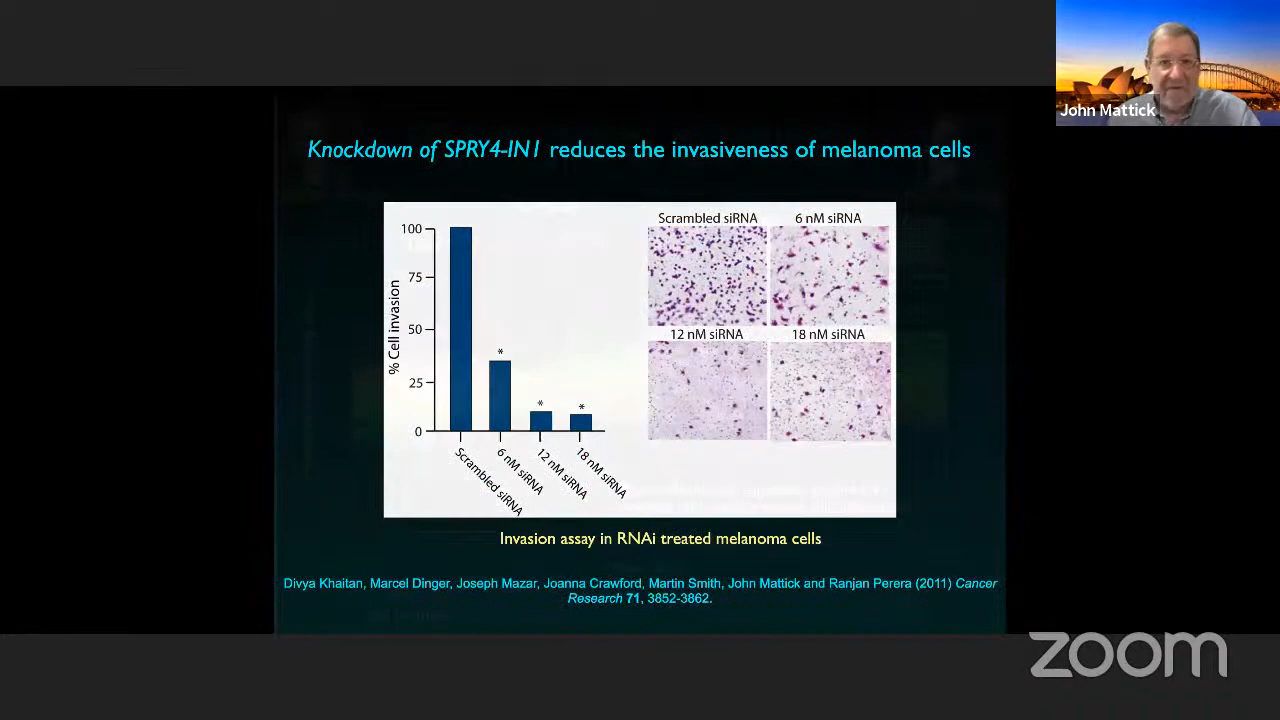 John Mattick
Knockdown of SPRY4-IN1 reduces the invasiveness of melanoma cells
% Cell invasion
100
75
50
25
0
*
*
*
Scrambled siRNA
6 nM siRNA
12 nM siRNA
18 nM siRNA
Scrambled siRNA
6 nM siRNA
12 nM siRNA
18 nM siRNA
Invasion assay in RNAi treated melanoma cells
Divya Khaitan, Marcel Dinger, Joseph Mazar, Joanna Crawford, Martin Smith, John Mattick and Ranjan Perera (2011) Cancer
Research 71, 3852-3862.
zoom